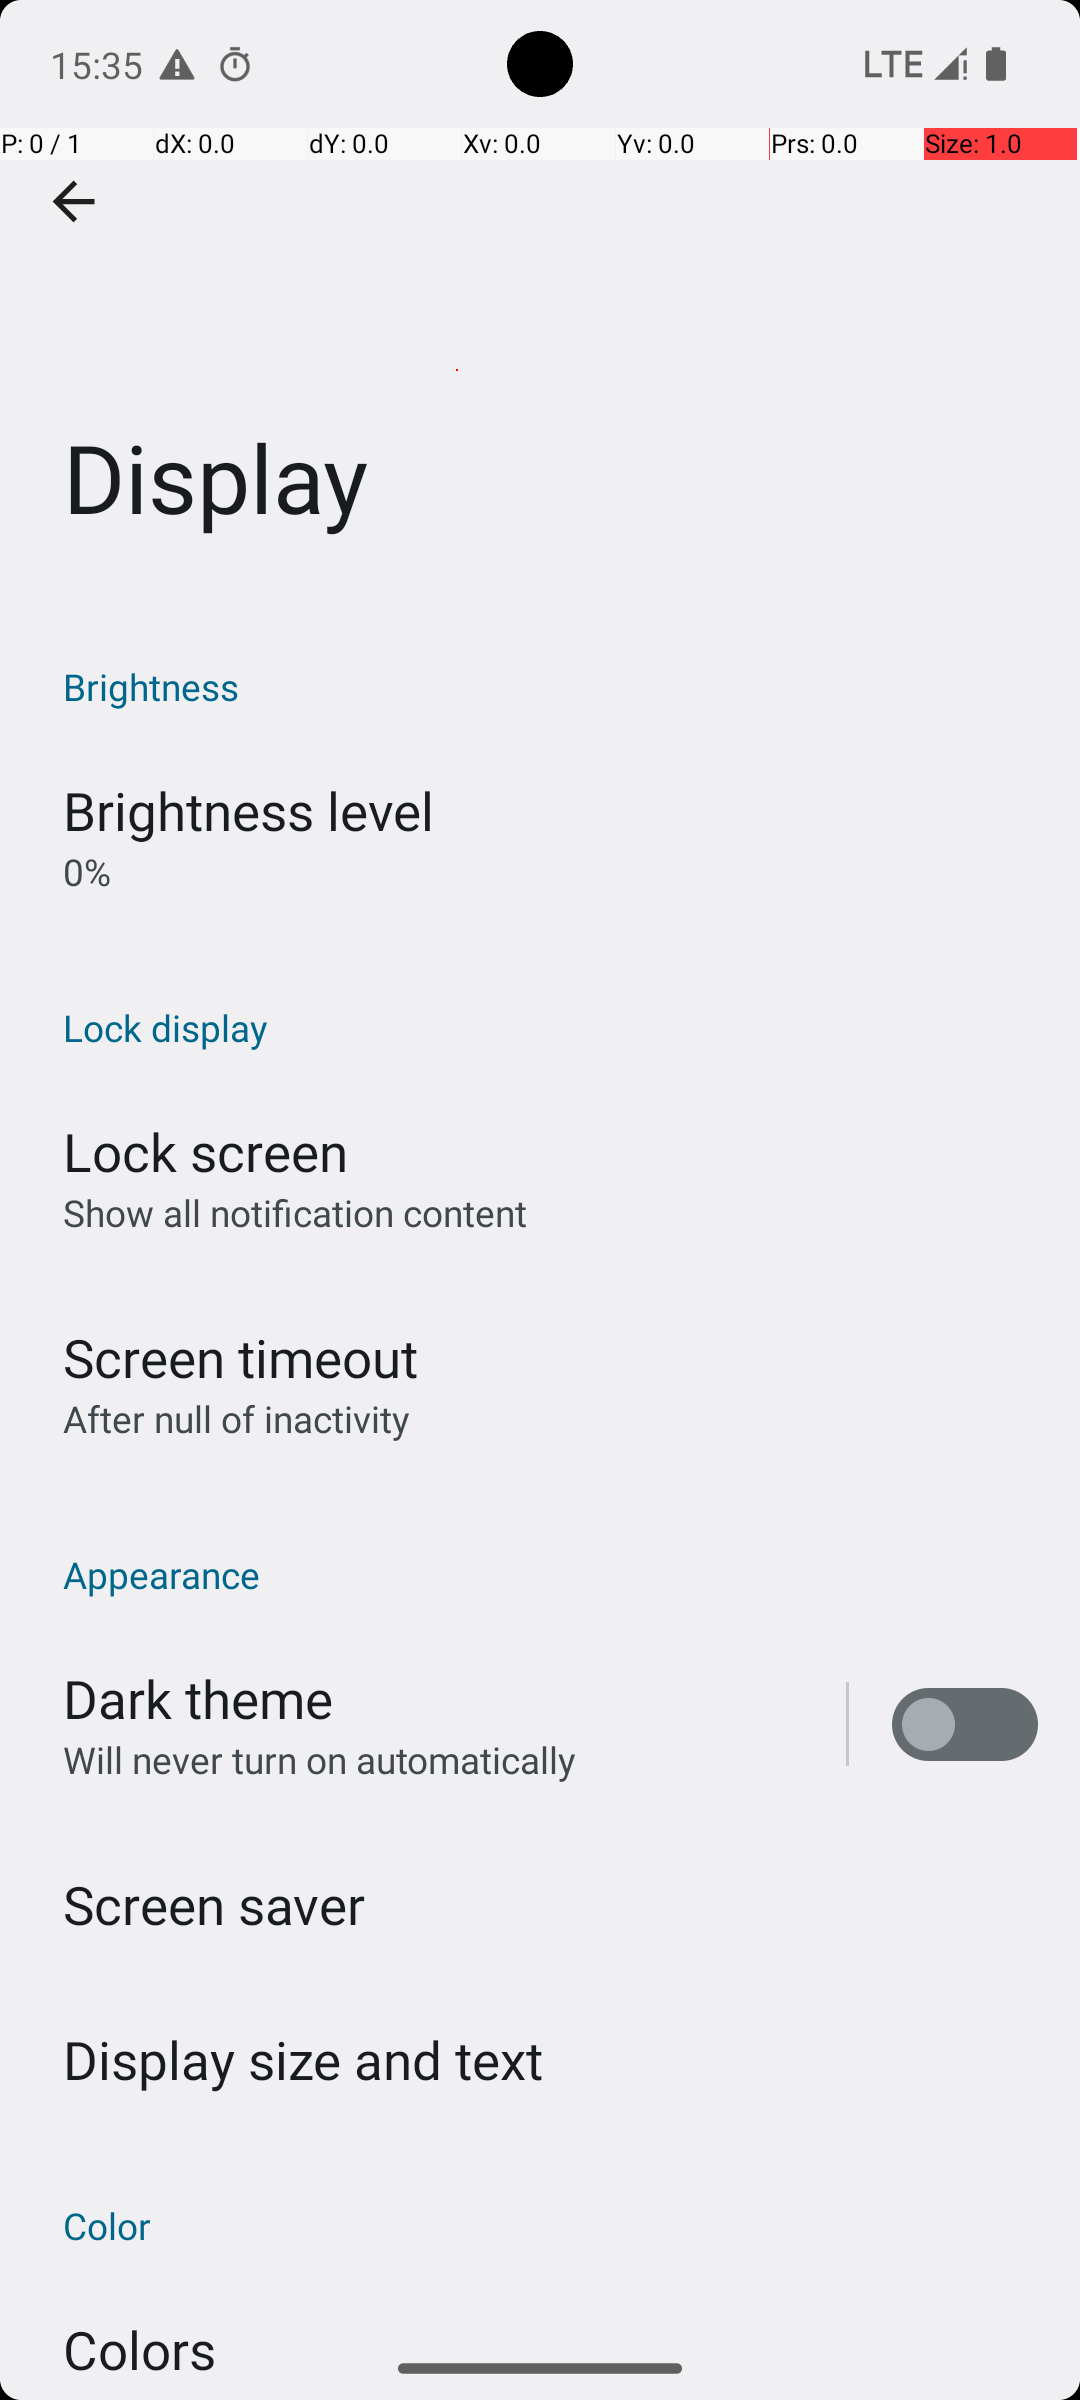 15:35
LTE
P: 0 / 1 dX: 0.0 dY: 0.0 Xv: 0.0 Yv: 0.0 Prs: 0.0 Size: 1.0
Display
Brightness
Brightness level
0%
Lock display
Lock screen
Show all notification content
Screen timeout
After null of inactivity
Appearance
Dark theme
Will never turn on automatically
Screen saver
Display size and text
Color
Colors